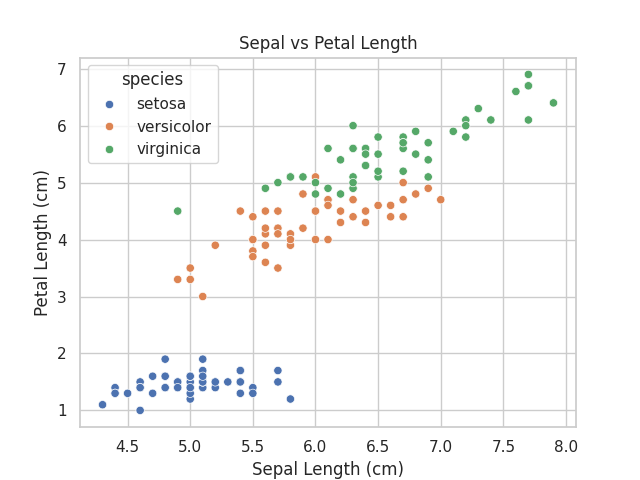 Sepal vs Petal Length
species
setosa
versicolor
virginica
Petal Length (cm)
7
6
5
4
3
2
1
4.5 5.0 5.5 6.0 6.5 7.0 7.5 8.0
Sepal Length (cm)